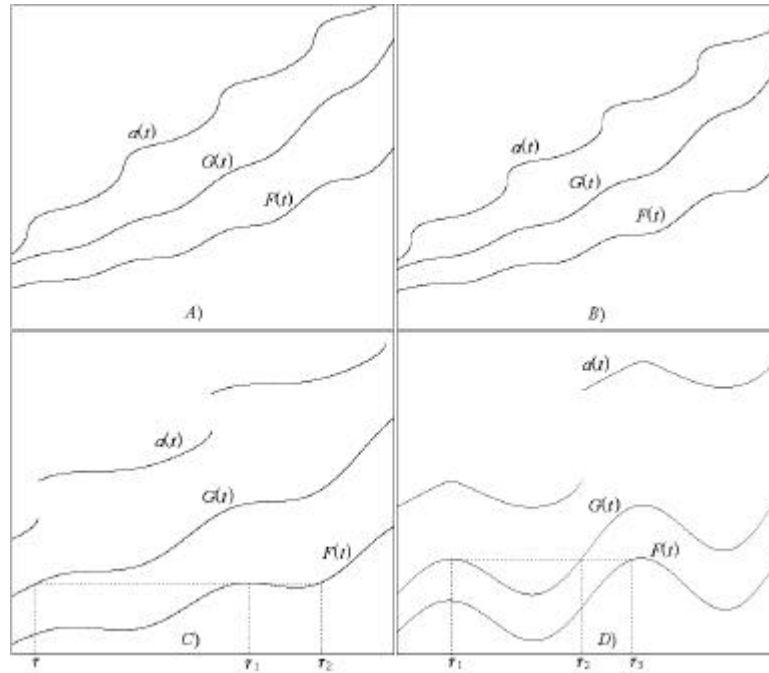 a(t)
G(t)
F(t)
A)
a(t)
G(t)
F(t)
B)
a(t)
G(t)
F(t)
C)
τ
τ₁
τ₂
a(t)
G(t)
F(t)
D)
τ₁
τ₂
τ₃